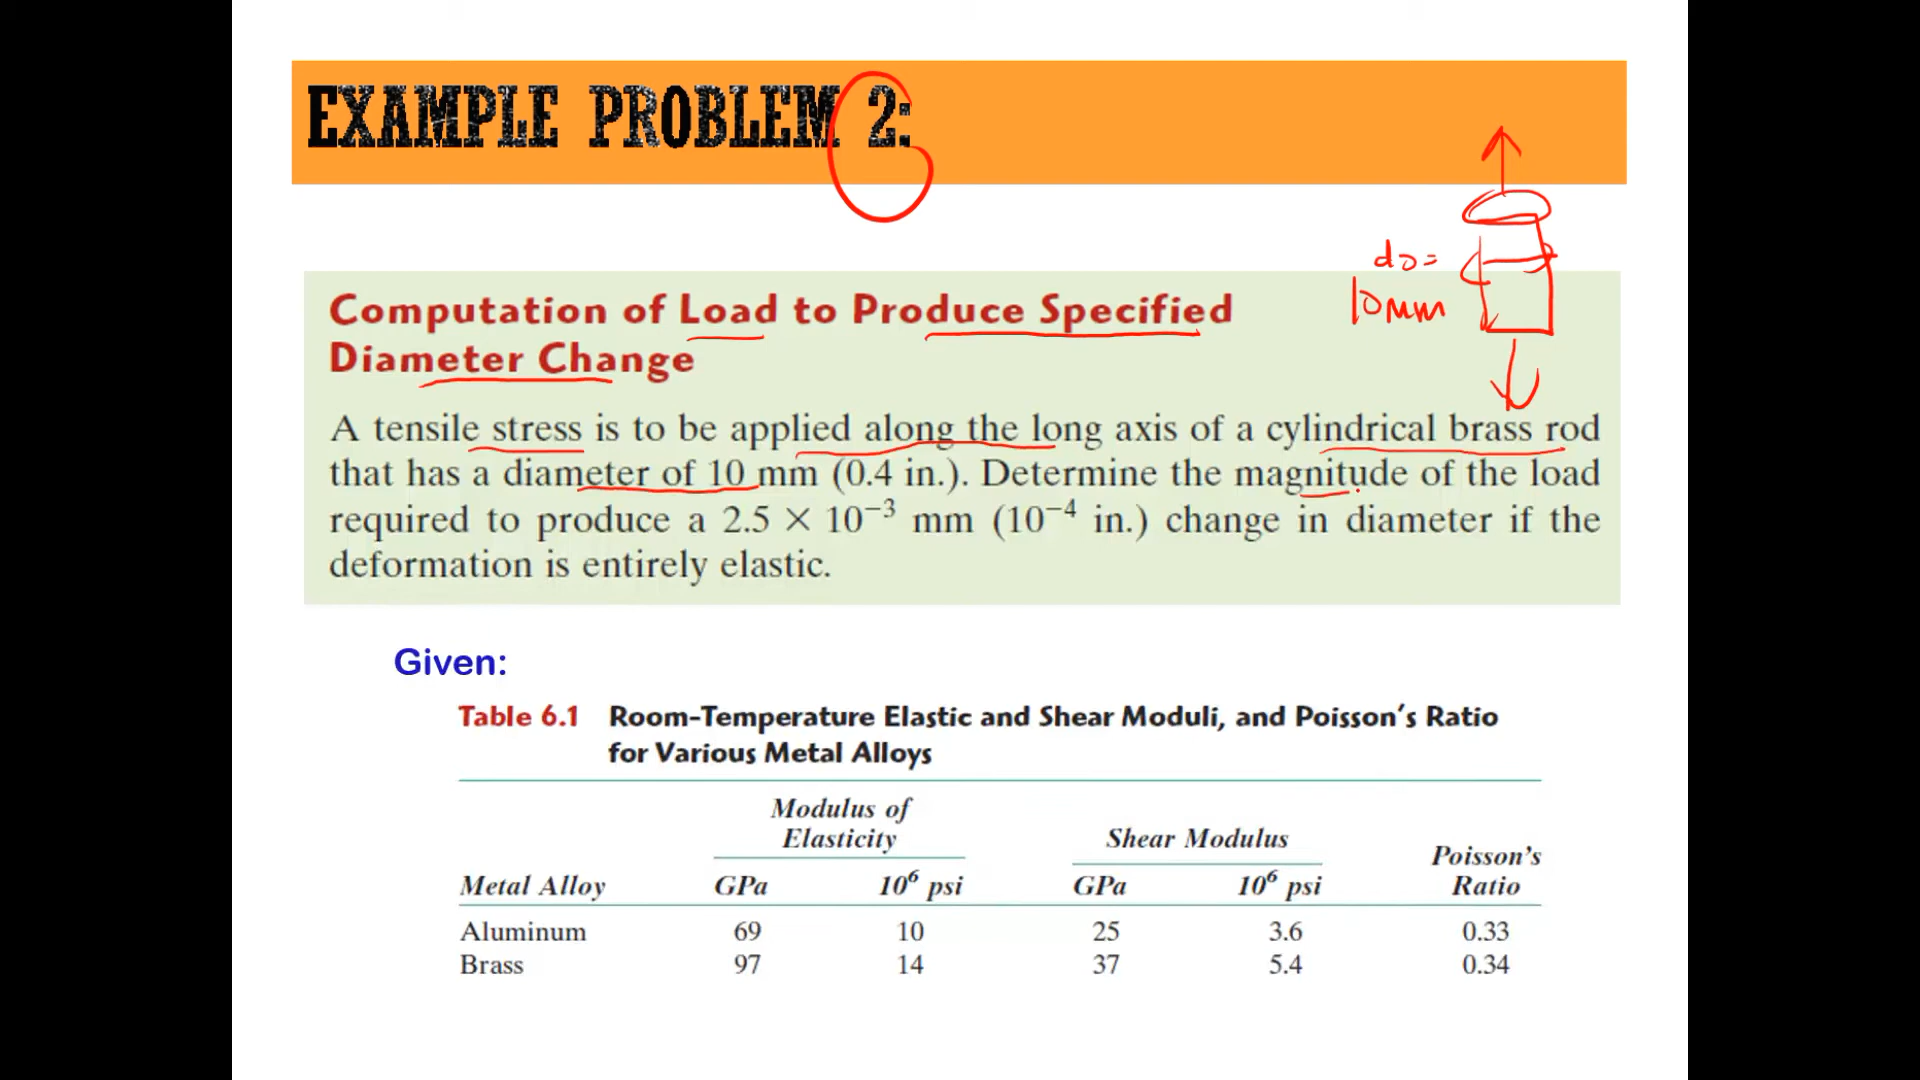 EXAMPLE PROBLEM 2:
do=
10mm
Computation of Load to Produce Specified
Diameter Change
A tensile stress is to be applied along the long axis of a cylindrical brass rod
that has a diameter of 10 mm (0.4 in.). Determine the magnitude of the load
required to produce a 2.5 × 10⁻³ mm (10⁻⁴ in.) change in diameter if the
deformation is entirely elastic.
Given:
Table 6.1 Room-Temperature Elastic and Shear Moduli, and Poisson's Ratio
for Various Metal Alloys
Modulus of
Elasticity
Shear Modulus
Poisson's
Ratio
Metal Alloy GPa 10⁶ psi GPa 10⁶ psi
Aluminum 69 10 25 3.6 0.33
Brass 97 14 37 5.4 0.34